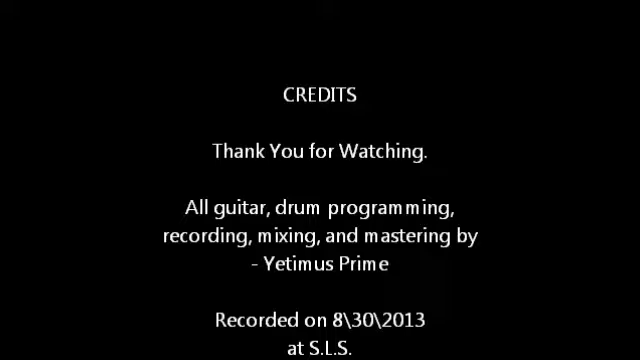 CREDITS
Thank You for Watching.
All guitar, drum programming,
recording, mixing, and mastering by
- Yetimus Prime
Recorded on 8\30\2013
at S.L.S.